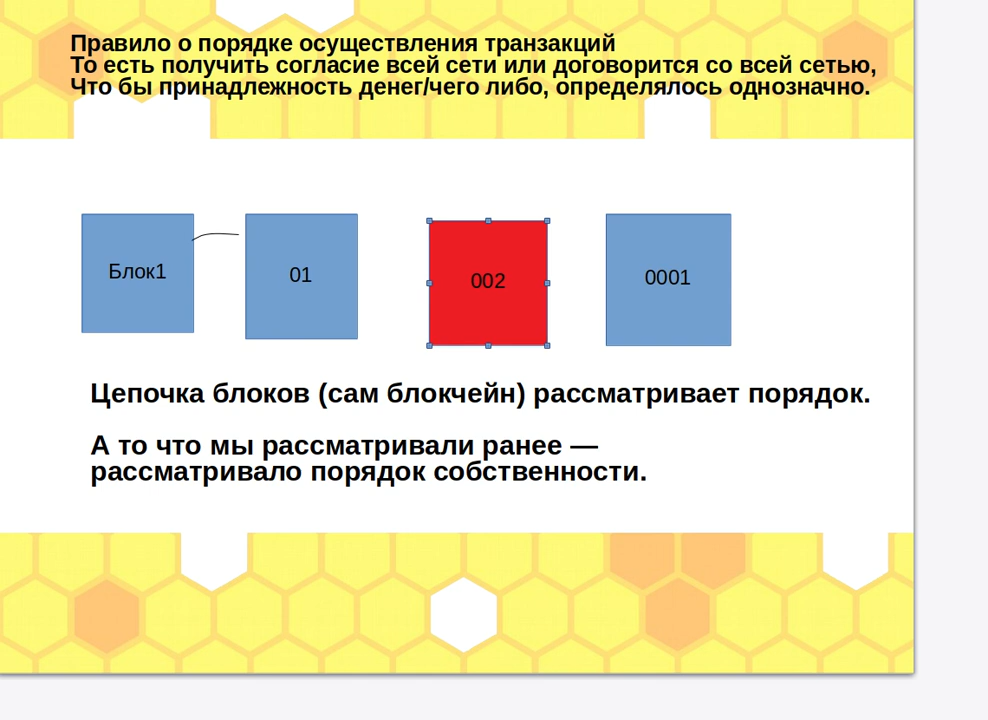 Правило о порядке осуществления транзакций
То есть получить согласие всей сети или договорится со всей сетью,
Что бы принадлежность денег/чего либо, определялось однозначно.
Блок1
01
002
0001
Цепочка блоков (сам блокчейн) рассматривает порядок.
А то что мы рассматривали ранее —
рассматривало порядок собственности.